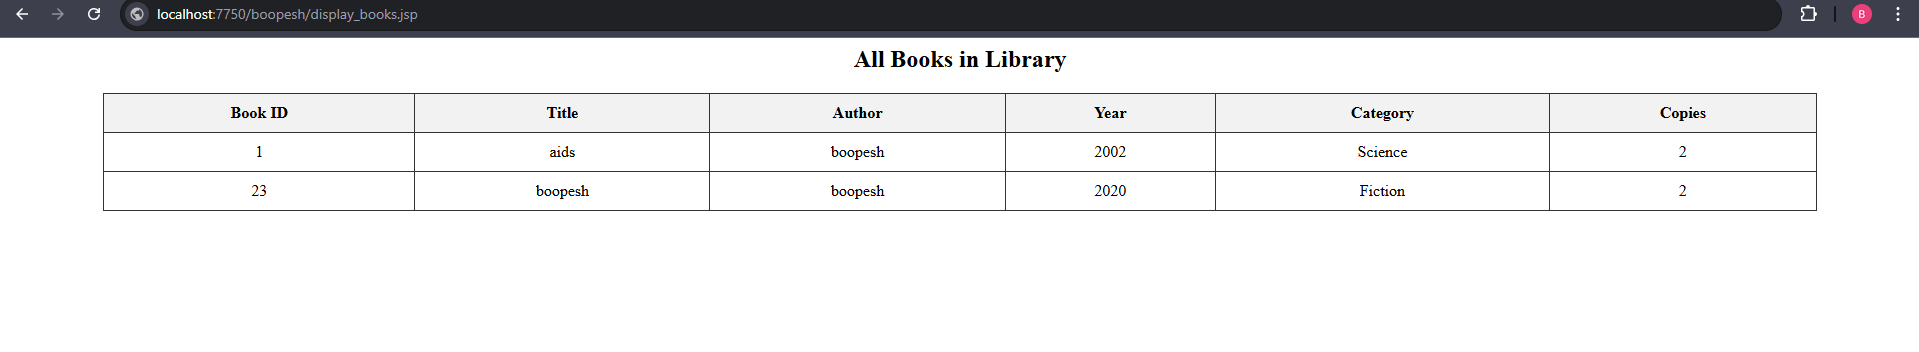 localhost:7750/boopesh/display_books.jsp
B
All Books in Library
Book ID Title Author Year Category Copies
1 aids boopesh 2002 Science 2
23 boopesh boopesh 2020 Fiction 2